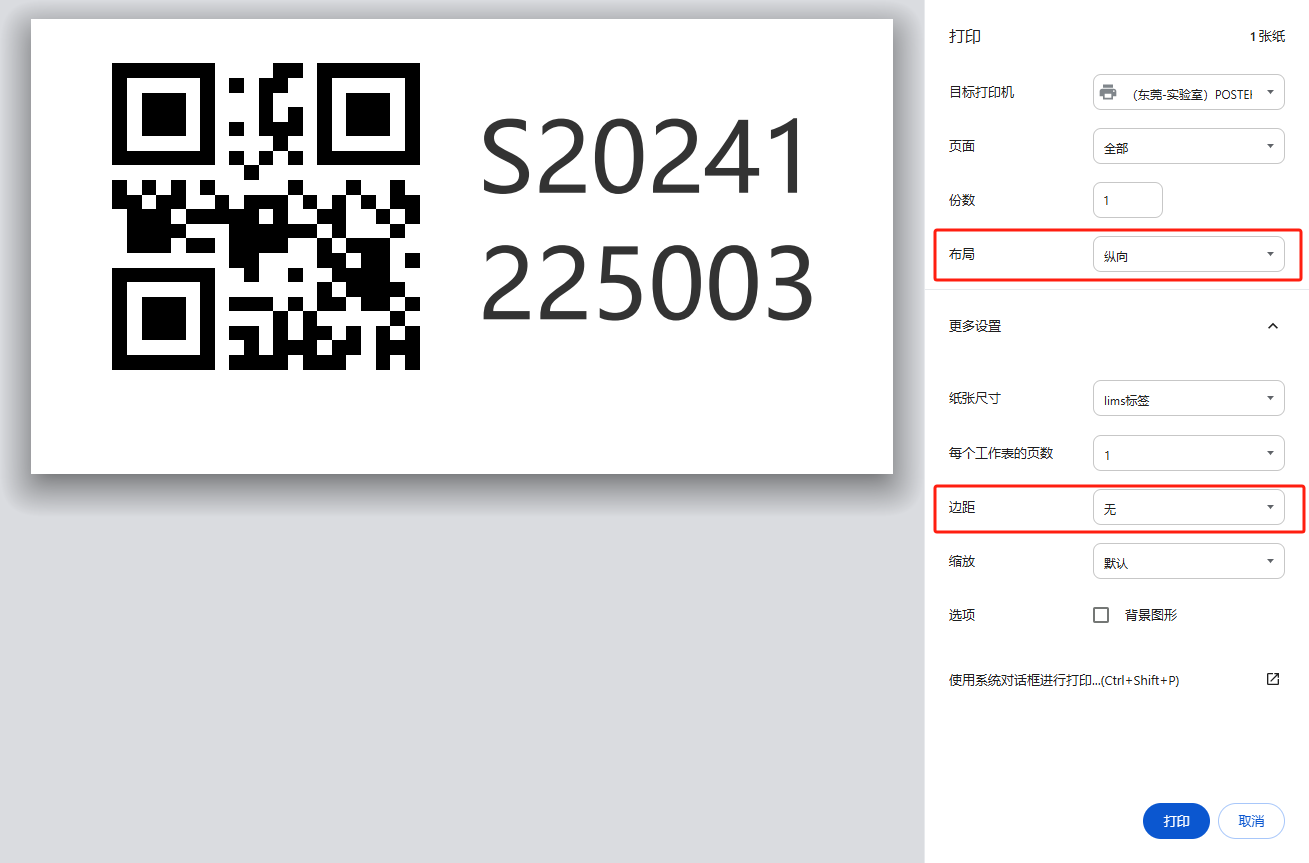 S20241
225003
打印
1 张纸
目标打印机
（东莞-实验室）POSTEK
页面
全部
份数
1
布局
纵向
更多设置
纸张尺寸
lims标签
每个工作表的页数
1
边距
无
缩放
默认
选项
背景图形
使用系统对话框进行打印...(Ctrl+Shift+P)
打印
取消